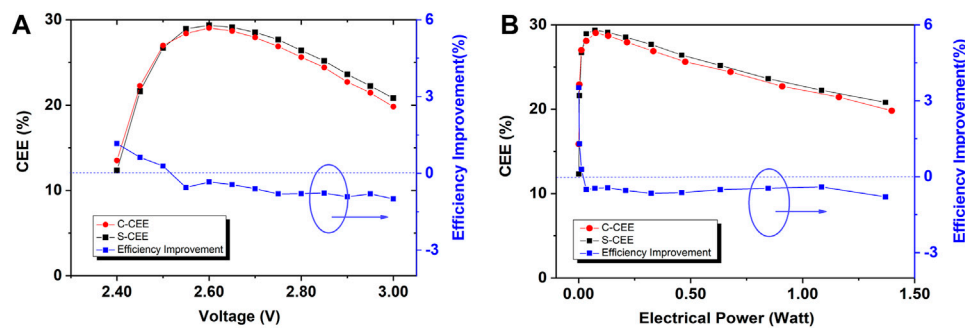 A
30
20
10
0
CEE (%)
2.40
2.60
2.80
3.00
Voltage (V)
6
3
0
-3
Efficiency Improvement(%)
C-CEE
S-CEE
Efficiency Improvement
B
30
20
10
0
CEE (%)
0.00
0.50
1.00
1.50
Electrical Power (Watt)
6
3
0
-3
Efficiency Improvement(%)
C-CEE
S-CEE
Efficiency Improvement